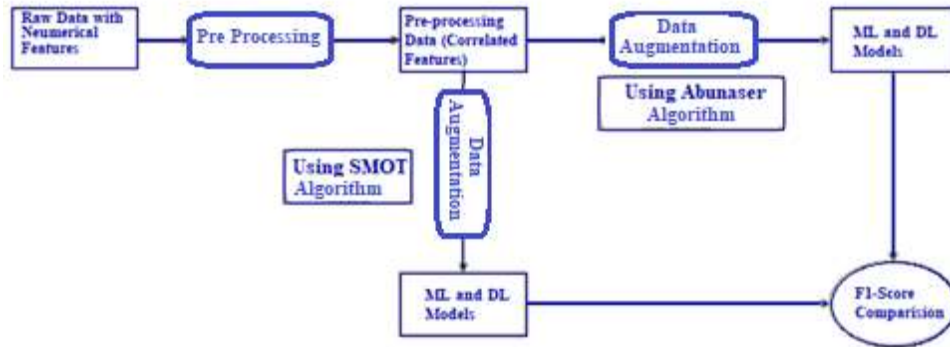 Raw Data with
Neumerical
Features
Pre Processing
Pre-processing
Data (Correlated
Features)
Data
Augmentation
ML and DL
Models
Using Abunaser
Algorithm
Data
Augmentation
Using SMOT
Algorithm
ML and DL
Models
F1-Score
Comparision